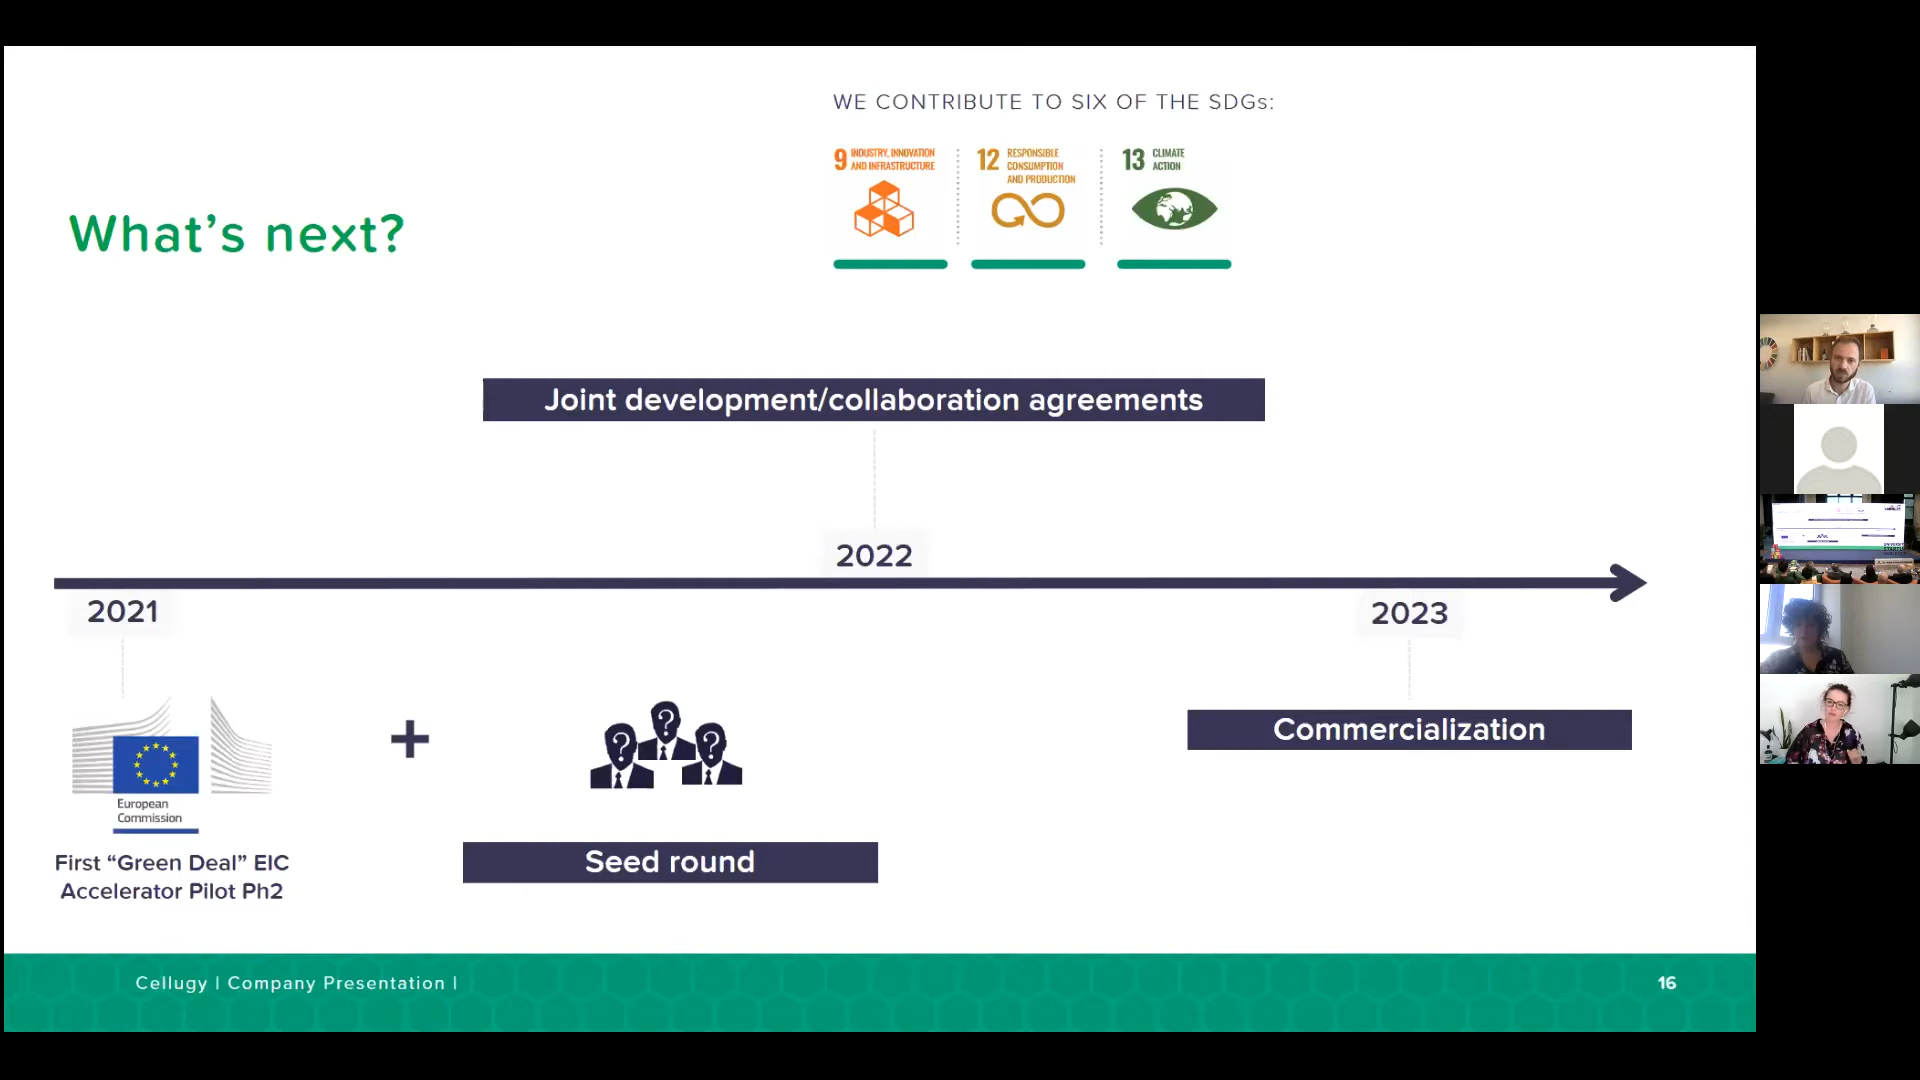 WE CONTRIBUTE TO SIX OF THE SDGs:
9 INDUSTRY, INNOVATION
AND INFRASTRUCTURE
12 RESPONSIBLE
CONSUMPTION
AND PRODUCTION
13 CLIMATE
ACTION
What's next?
Joint development/collaboration agreements
2022
2021
2023
European
Commission
+
? ? ?
Commercialization
First “Green Deal” EIC
Accelerator Pilot Ph2
Seed round
Cellugy | Company Presentation |
16